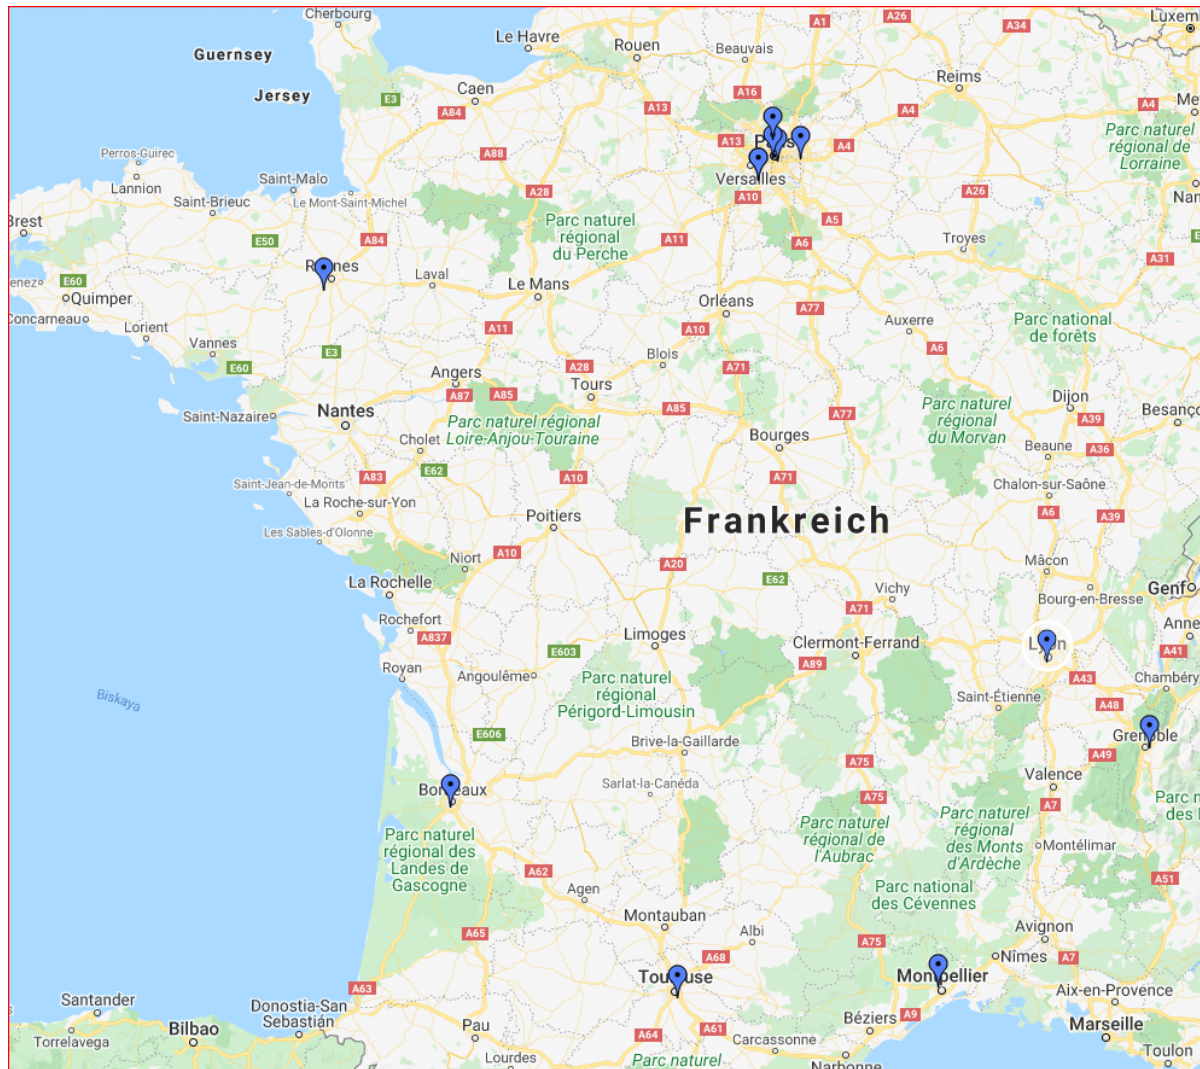 Cherbourg
A1
A26
A34
Luxem
Le Havre
Rouen
Beauvais
Guernsey
Reims
Jersey
E3
Caen
A84
A16
A13
A4
A4
Met
A13
A4
Parc naturel
régional de
Lorraine
Perros-Guirec
Lannion
A88
Saint-Malo
Versailles
A28
A10
A26
Nan
Saint-Brieuc
Le Mont-Saint-Michel
Brest
E50
A84
Parc naturel
régional
du Perche
A11
A5
A6
Troyes
A31
Rennes
Laval
enez
E60
Quimper
Le Mans
Orléans
A77
Concarneau
Lorient
Vannes
E3
A11
A10
Auxerre
Parc national
de forêts
A6
E60
Angers
A28
Blois
A71
A87
A85
Tours
Dijon
Saint-Nazaire
Nantes
A85
A77
Parc naturel
régional
du Morvan
A39
Besanço
Parc naturel régional
Loire-Anjou-Touraine
Cholet
Bourges
Beaune
A36
A83
E62
A10
A71
Saint-Jean-de-Monts
Chalon-sur-Saône
La Roche-sur-Yon
Poitiers
Frankreich
A6
A39
Les Sables-d'Olonne
Niort
A10
A20
E62
Mâcon
La Rochelle
Vichy
Genf
Bourg-en-Bresse
Rochefort
A71
A837
Limoges
Clermont-Ferrand
Lyon
Anne
E603
A89
A41
Royan
Angoulême
Parc naturel
régional
Périgord-Limousin
A43
Chambéry
Biskaya
Saint-Étienne
A48
E606
Brive-la-Gaillarde
Grenoble
A75
A49
Bordeaux
Sarlat-la-Canéda
A75
Valence
A7
Parc n
des
Parc naturel
régional des
Landes de
Gascogne
Parc naturel
régional de
l'Aubrac
Parc naturel
régional
des Monts
d'Ardèche
Montélimar
A62
Agen
Parc national
des Cévennes
A51
Montauban
A65
Albi
A75
Avignon
Nîmes
A7
A68
Toulouse
Montpellier
Aix-en-Provence
Santander
Donostia-San
Sebastián
A63
Bilbao
Torrelavega
Pau
A64
A61
A9
Béziers
Marseille
Carcassonne
Lourdes
Parc naturel
Narbonne
Toulon